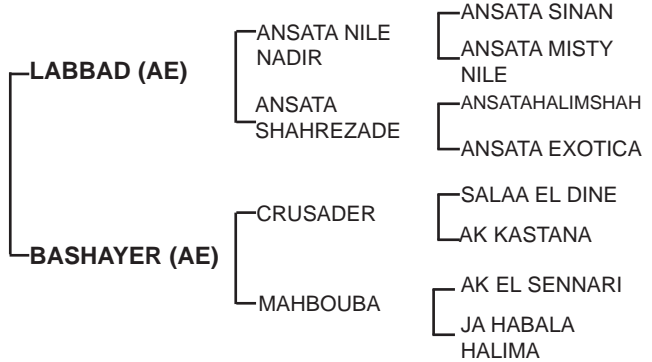 LABBAD (AE)
ANSATA NILE
NADIR
ANSATA SINAN
ANSATA MISTY
NILE
ANSATA
SHAHREZADE
ANSATAHALIMSHAH
ANSATA EXOTICA
BASHAYER (AE)
CRUSADER
SALAA EL DINE
AK KASTANA
MAHBOUBA
AK EL SENNARI
JA HABALA
HALIMA